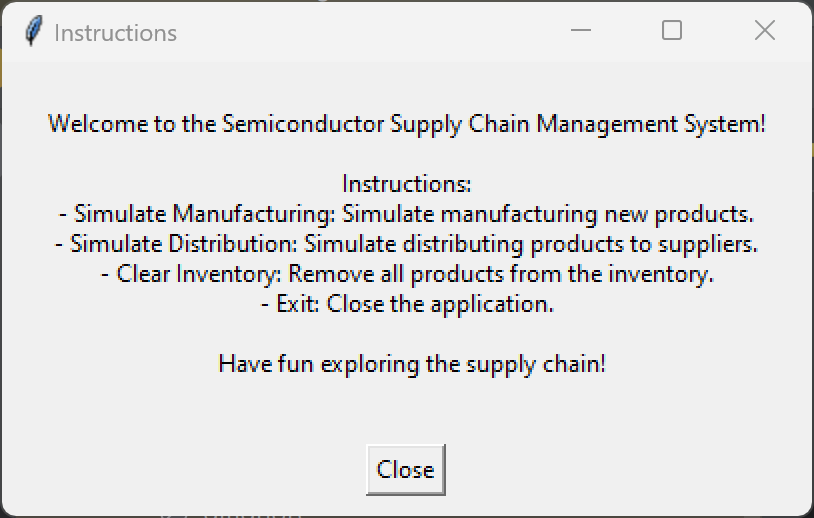 Instructions
Welcome to the Semiconductor Supply Chain Management System!
Instructions:
- Simulate Manufacturing: Simulate manufacturing new products.
- Simulate Distribution: Simulate distributing products to suppliers.
- Clear Inventory: Remove all products from the inventory.
- Exit: Close the application.
Have fun exploring the supply chain!
Close